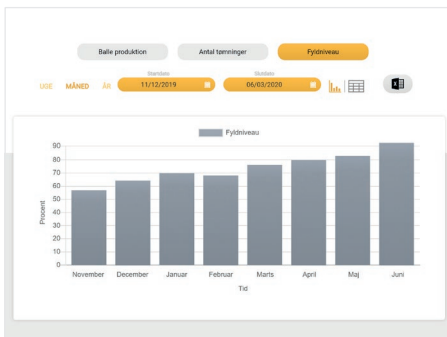 Balle produktion Antal tømninger Fyldniveau
Startdato Slutdato
UGE MÅNED ÅR 11/12/2019 06/03/2020
Fyldniveau
90
80
70
60
50
40
30
20
10
0
Procent
November December Januar Februar Marts April Maj Juni
Tid